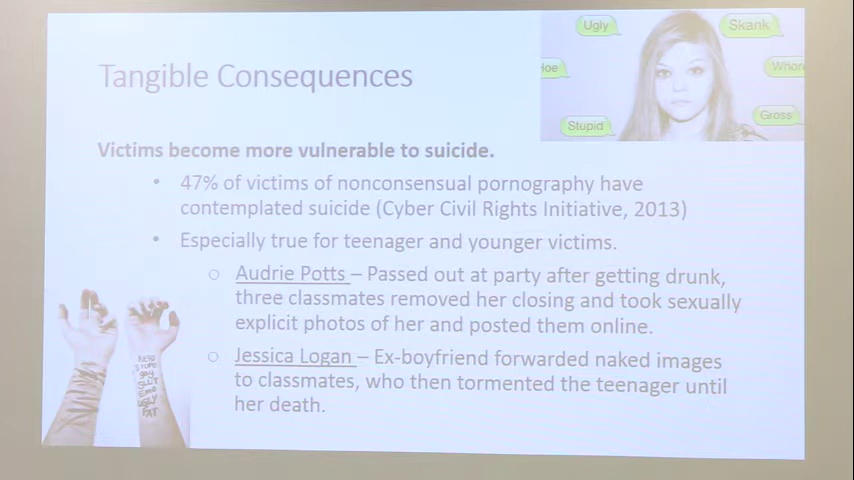 Ugly
Skank
Tangible Consequences
Hoe
Whore
Stupid
Gross
Victims become more vulnerable to suicide.
• 47% of victims of nonconsensual pornography have
contemplated suicide (Cyber Civil Rights Initiative, 2013)
• Especially true for teenager and younger victims.
○ Audrie Potts – Passed out at party after getting drunk,
three classmates removed her closing and took sexually
explicit photos of her and posted them online.
○ Jessica Logan – Ex-boyfriend forwarded naked images
to classmates, who then tormented the teenager until
her death.
SLUT
UGLY
FAT